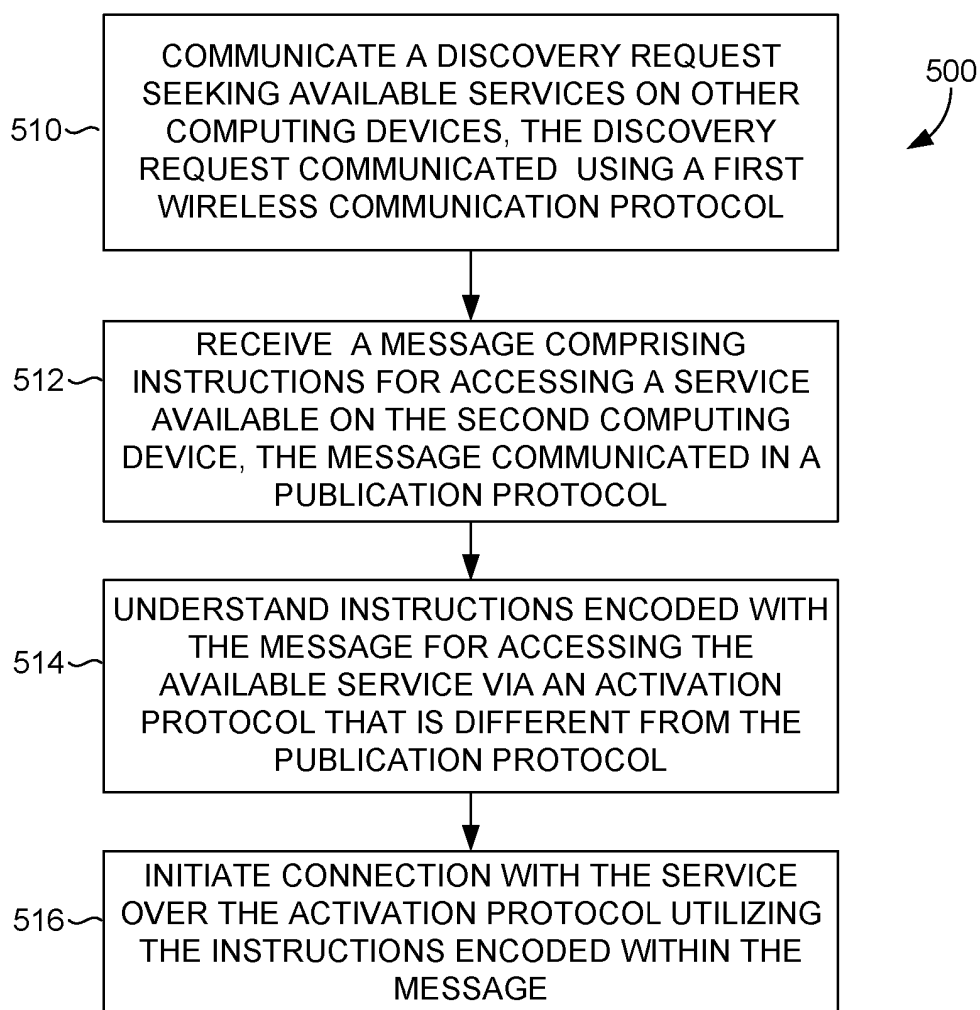 COMMUNICATE A DISCOVERY REQUEST
SEEKING AVAILABLE SERVICES ON OTHER
COMPUTING DEVICES, THE DISCOVERY
REQUEST COMMUNICATED USING A FIRST
WIRELESS COMMUNICATION PROTOCOL
510
500
RECEIVE A MESSAGE COMPRISING
INSTRUCTIONS FOR ACCESSING A SERVICE
AVAILABLE ON THE SECOND COMPUTING
DEVICE, THE MESSAGE COMMUNICATED IN A
PUBLICATION PROTOCOL
512
UNDERSTAND INSTRUCTIONS ENCODED WITH
THE MESSAGE FOR ACCESSING THE
AVAILABLE SERVICE VIA AN ACTIVATION
PROTOCOL THAT IS DIFFERENT FROM THE
PUBLICATION PROTOCOL
514
INITIATE CONNECTION WITH THE SERVICE
OVER THE ACTIVATION PROTOCOL UTILIZING
THE INSTRUCTIONS ENCODED WITHIN THE
MESSAGE
516